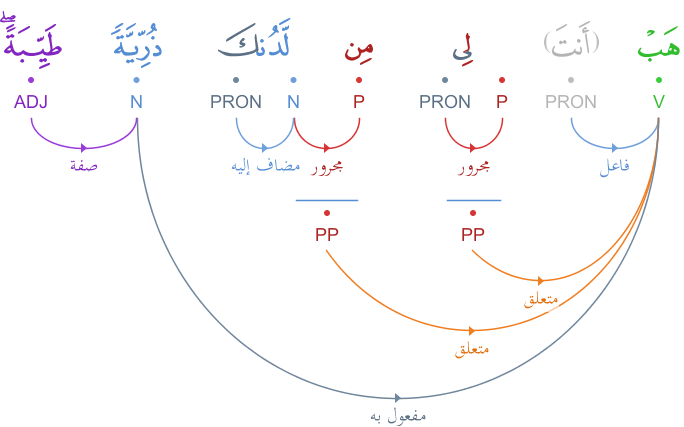 هَبۡ (أَنتَ) لِى مِن لَّدُنكَ ذُرِّيَّةٗ طَيِّبَةًۖ
V PRON P PRON P N PRON N ADJ
فاعل مجرور مجرور مضاف إليه صفة
PP PP
متعلق
متعلق
مفعول به